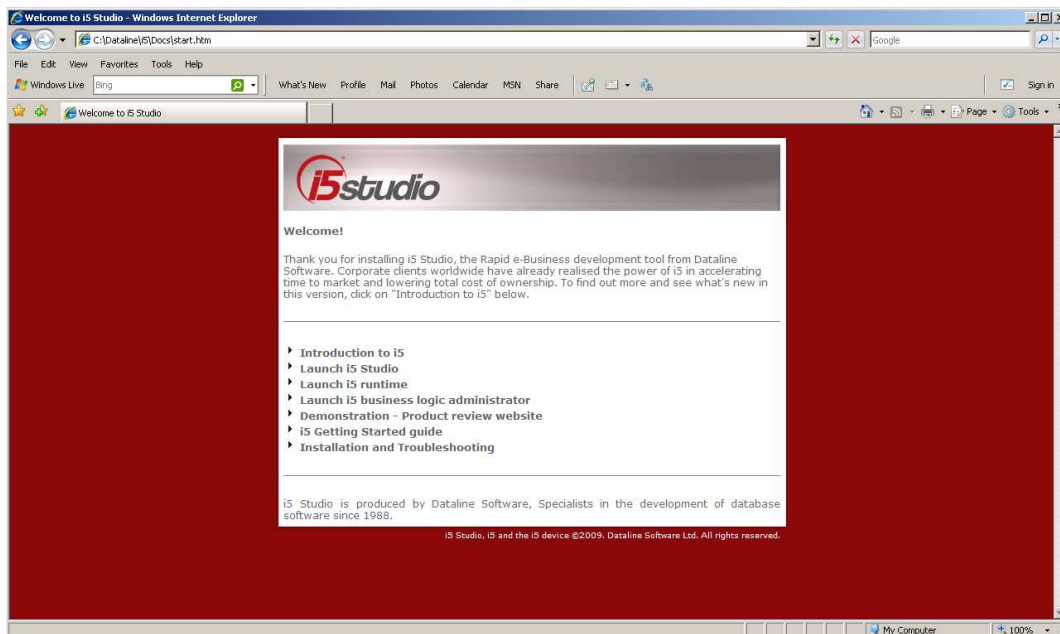 Welcome to i5 Studio - Windows Internet Explorer
C:\Dataline\i5\Docs\start.htm
Google
File Edit View Favorites Tools Help
Windows Live Bing What's New Profile Mail Photos Calendar MSN Share Sign in
Welcome to i5 Studio Page Tools
i5studio
Welcome!
Thank you for installing i5 Studio, the Rapid e-Business development tool from Dataline
Software. Corporate clients worldwide have already realised the power of i5 in accelerating
time to market and lowering total cost of ownership. To find out more and see what's new in
this version, click on "Introduction to i5" below.
Introduction to i5
Launch i5 Studio
Launch i5 runtime
Launch i5 business logic administrator
Demonstration - Product review website
i5 Getting Started guide
Installation and Troubleshooting
i5 Studio is produced by Dataline Software, Specialists in the development of database
software since 1988.
i5 Studio, i5 and the i5 device ©2009. Dataline Software Ltd. All rights reserved.
My Computer 100%